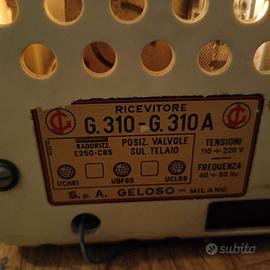 RICEVITORE
G.310-G.310A
RADDRIZZ.
E250-C85
POSIZ. VALVOLE
SUL TELAIO
TENSIONI
110÷220 V
FREQUENZA
40÷60 Hz
UCH81
UBF89
UCL82
S.p.A. GELOSO - MILANO
subito